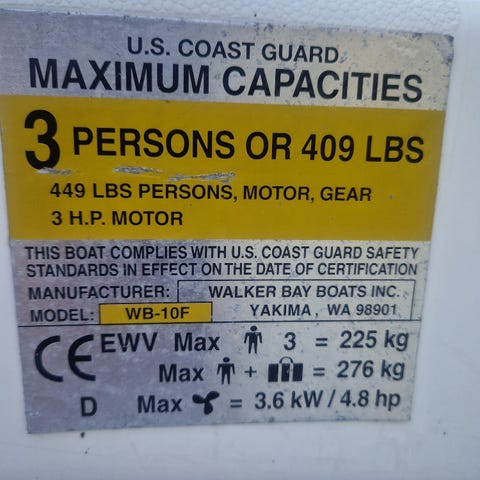 U.S. COAST GUARD
MAXIMUM CAPACITIES
3 PERSONS OR 409 LBS
449 LBS PERSONS, MOTOR, GEAR
3 H.P. MOTOR
THIS BOAT COMPLIES WITH U.S. COAST GUARD SAFETY
STANDARDS IN EFFECT ON THE DATE OF CERTIFICATION
MANUFACTURER: WALKER BAY BOATS INC.
MODEL: WB-10F YAKIMA, WA 98901
CE EWV Max 3 = 225 kg
Max + = 276 kg
D Max = 3.6 kW / 4.8 hp